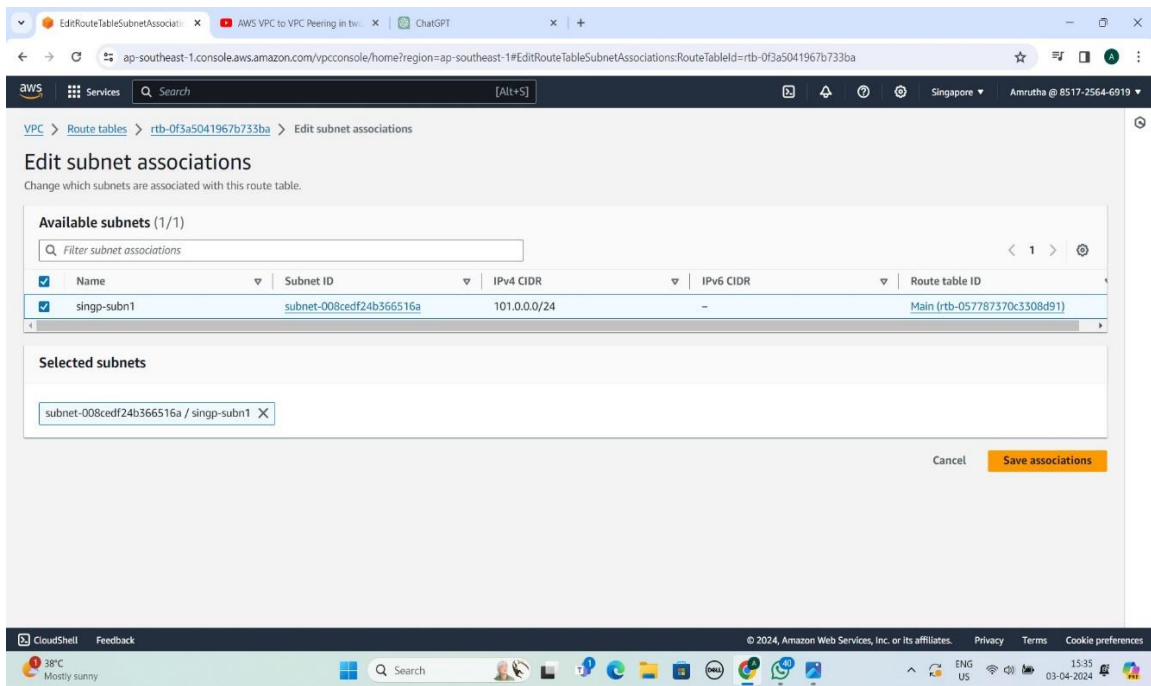 EditRouteTableSubnetAssociati
AWS VPC to VPC Peering in two
ChatGPT
ap-southeast-1.console.aws.amazon.com/vpcconsole/home?region=ap-southeast-1#EditRouteTableSubnetAssociations:RouteTableId=rtb-0f3a5041967b733ba
A
aws Services Search [Alt+S] Singapore Amrutha @ 8517-2564-6919
VPC > Route tables > rtb-0f3a5041967b733ba > Edit subnet associations
Edit subnet associations
Change which subnets are associated with this route table.
Available subnets (1/1)
Filter subnet associations
< 1 >
Name Subnet ID IPv4 CIDR IPv6 CIDR Route table ID
singp-subn1 subnet-008cedf24b366516a 101.0.0.0/24 – Main (rtb-057787370c3308d91)
Selected subnets
subnet-008cedf24b366516a / singp-subn1
Cancel Save associations
CloudShell Feedback © 2024, Amazon Web Services, Inc. or its affiliates. Privacy Terms Cookie preferences
38°C
Mostly sunny
Search
DELL
40
ENG
US
15:35
03-04-2024